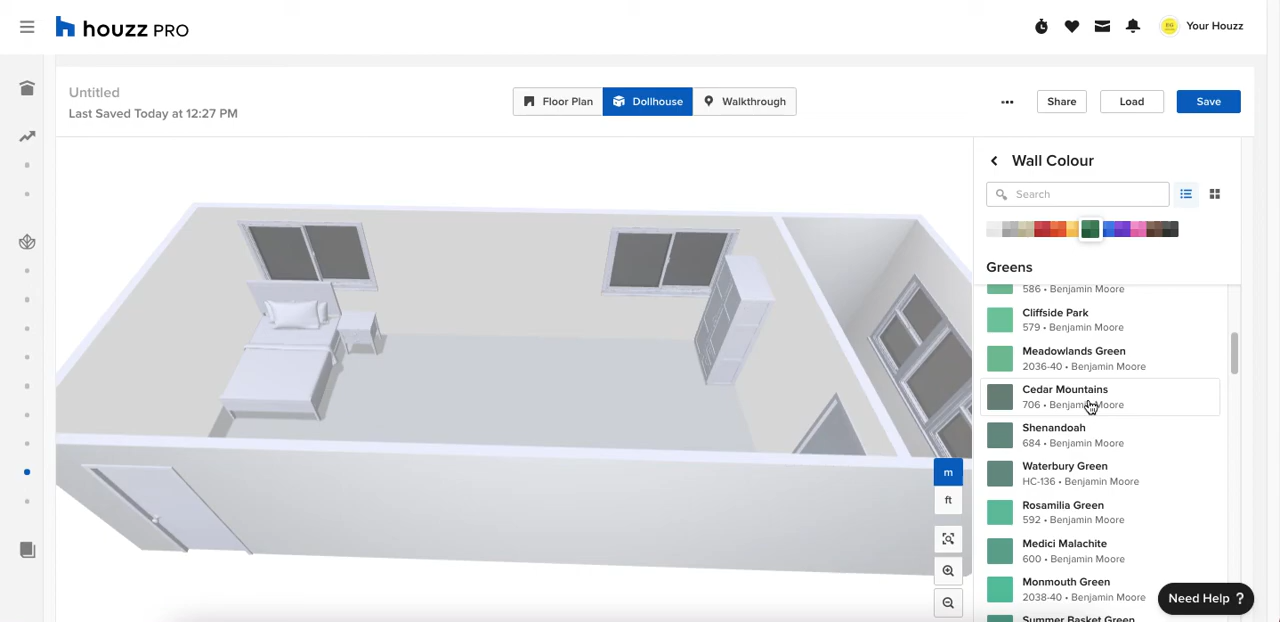 houzz PRO
Your Houzz
Untitled
Last Saved Today at 12:27 PM
Floor Plan
Dollhouse
Walkthrough
Share
Load
Save
Wall Colour
Search
Greens
586 • Benjamin Moore
Cliffside Park
579 • Benjamin Moore
Meadowlands Green
2036-40 • Benjamin Moore
Cedar Mountains
706 • Benjamin Moore
Shenandoah
684 • Benjamin Moore
Waterbury Green
HC-136 • Benjamin Moore
Rosamilia Green
592 • Benjamin Moore
Medici Malachite
600 • Benjamin Moore
Monmouth Green
2038-40 • Benjamin Moore
Summer Basket Green
m
ft
Need Help ?